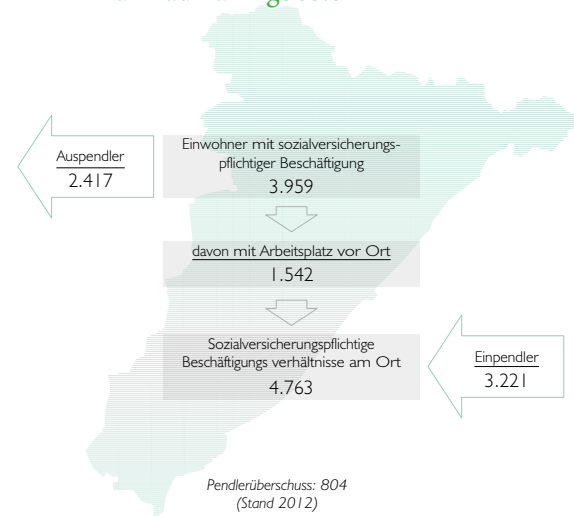 Auspendler
2.417
Einwohner mit sozialversicherungs-
pflichtiger Beschäftigung
3.959
davon mit Arbeitsplatz vor Ort
1.542
Sozialversicherungspflichtige
Beschäftigungs verhältnisse am Ort
4.763
Einpendler
3.221
Pendlerüberschuss: 804
(Stand 2012)